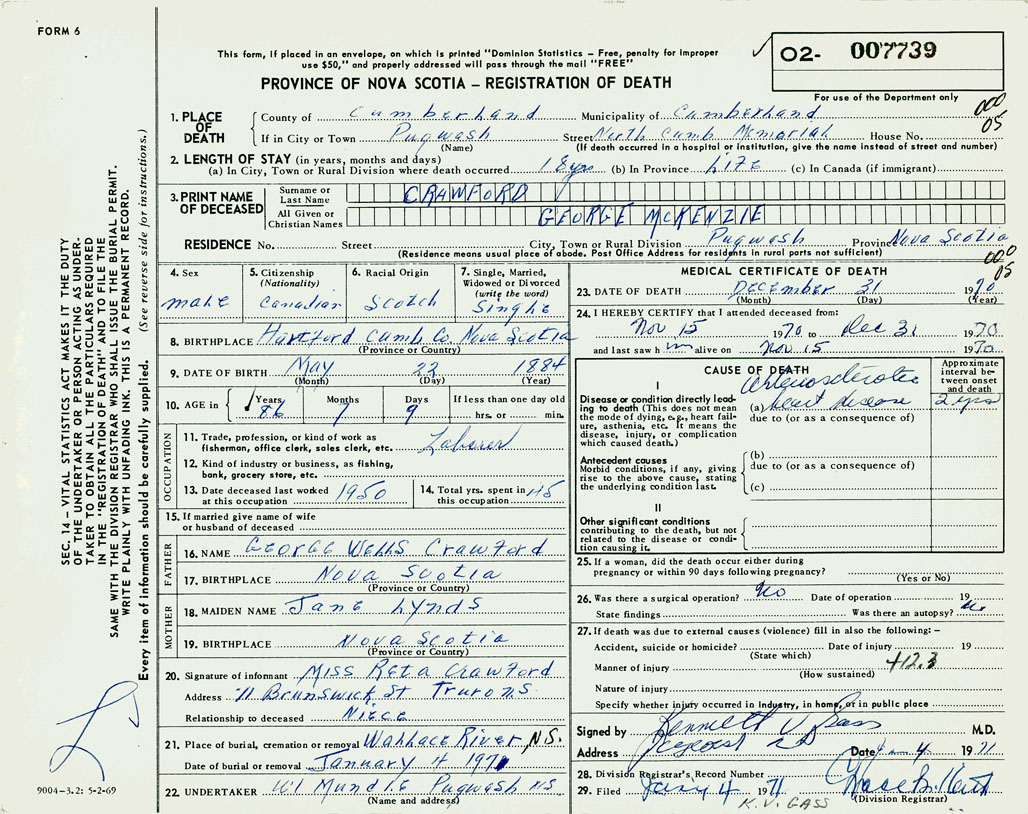 FORM 6
This form, if placed in an envelope, on which is printed "Dominion Statistics – Free, penalty for improper
use $50," and properly addressed will pass through the mail "FREE"
PROVINCE OF NOVA SCOTIA – REGISTRATION OF DEATH
02- 007739
For use of the Department only
000
05
1. PLACE OF DEATH
County of Cumberland Municipality of Cumberland
If in City or Town Pugwash Street North Cumb Memorial House No.
(Name) (If death occurred in a hospital or institution, give the name instead of street and number)
2. LENGTH OF STAY (in years, months and days)
(a) In City, Town or Rural Division where death occurred 18 yrs (b) In Province Life (c) In Canada (if immigrant)
3. PRINT NAME OF DECEASED
Surname or Last Name CRAWFORD
All Given or Christian Names GEORGE McKENZIE
RESIDENCE No. Street City, Town or Rural Division Pugwash Province Nova Scotia
(Residence means usual place of abode. Post Office Address for residents in rural parts not sufficient)
000
05
4. Sex
male
5. Citizenship
(Nationality)
Canadian
6. Racial Origin
Scotch
7. Single, Married,
Widowed or Divorced
(write the word)
Single
8. BIRTHPLACE Hartford Cumb. Co. Nova Scotia
(Province or Country)
9. DATE OF BIRTH May 22 1884
(Month) (Day) (Year)
10. AGE in Years Months Days If less than one day old
86 7 9 hrs. or min.
OCCUPATION
11. Trade, profession, or kind of work as
fisherman, office clerk, sales clerk, etc. Laborer
12. Kind of industry or business, as fishing,
bank, grocery store, etc.
13. Date deceased last worked
at this occupation 1950
14. Total yrs. spent in
this occupation 45
15. If married give name of wife
or husband of deceased
FATHER
16. NAME George Wells Crawford
17. BIRTHPLACE Nova Scotia
(Province or Country)
MOTHER
18. MAIDEN NAME Jane Lynds
19. BIRTHPLACE Nova Scotia
(Province or Country)
20. Signature of informant Miss Reta Crawford
Address 11 Brunswick St Truro N.S.
Relationship to deceased Niece
21. Place of burial, cremation or removal Wallace River, N.S.
Date of burial or removal January 4 1971
22. UNDERTAKER Pugwash NS
(Name and address)
MEDICAL CERTIFICATE OF DEATH
23. DATE OF DEATH December 31 1970
(Month) (Day) (Year)
24. I HEREBY CERTIFY that I attended deceased from:
Nov 15 1970 to Dec 31 1970
and last saw h im alive on Nov 15 1970
CAUSE OF DEATH
Approximate
interval be-
tween onset
and death
I
Disease or condition directly lead-
ing to death (This does not mean
the mode of dying, e.g., heart fail-
ure, asthenia, etc. It means the
disease, injury, or complication
which caused death.)
Arteriosclerotic
(a) heart disease 2 yrs
due to (or as a consequence of)
Antecedent causes
Morbid conditions, if any, giving
rise to the above cause, stating
the underlying condition last.
(b)
due to (or as a consequence of)
(c)
II
Other significant conditions
contributing to the death, but not
related to the disease or condi-
tion causing it.
25. If a woman, did the death occur either during
pregnancy or within 90 days following pregnancy?
(Yes or No)
26. Was there a surgical operation? No Date of operation 19
State findings Was there an autopsy? No
27. If death was due to external causes (violence) fill in also the following: –
Accident, suicide or homicide? Date of injury 19
(State which)
412.3
Manner of injury
(How sustained)
Nature of injury
Specify whether injury occurred in Industry, in home, or in public place
Signed by Kenneth V Gass M.D.
Address Date Jan 4 1971
28. Division Registrar's Record Number
29. Filed Jany 4 1971
(Division Registrar)
K.V. GASS
SEC. 14 – VITAL STATISTICS ACT MAKES IT THE DUTY
OF THE UNDERTAKER OR PERSON ACTING AS UNDER-
TAKER TO OBTAIN ALL THE PARTICULARS REQUIRED
IN THE "REGISTRATION OF DEATH" AND TO FILE THE
SAME WITH THE DIVISION REGISTRAR WHO SHALL ISSUE THE BURIAL PERMIT.
WRITE PLAINLY WITH UNFADING INK. THIS IS A PERMANENT RECORD.
Every item of information should be carefully supplied. (See reverse side for instructions.)
9004-3.2: 5-2-69